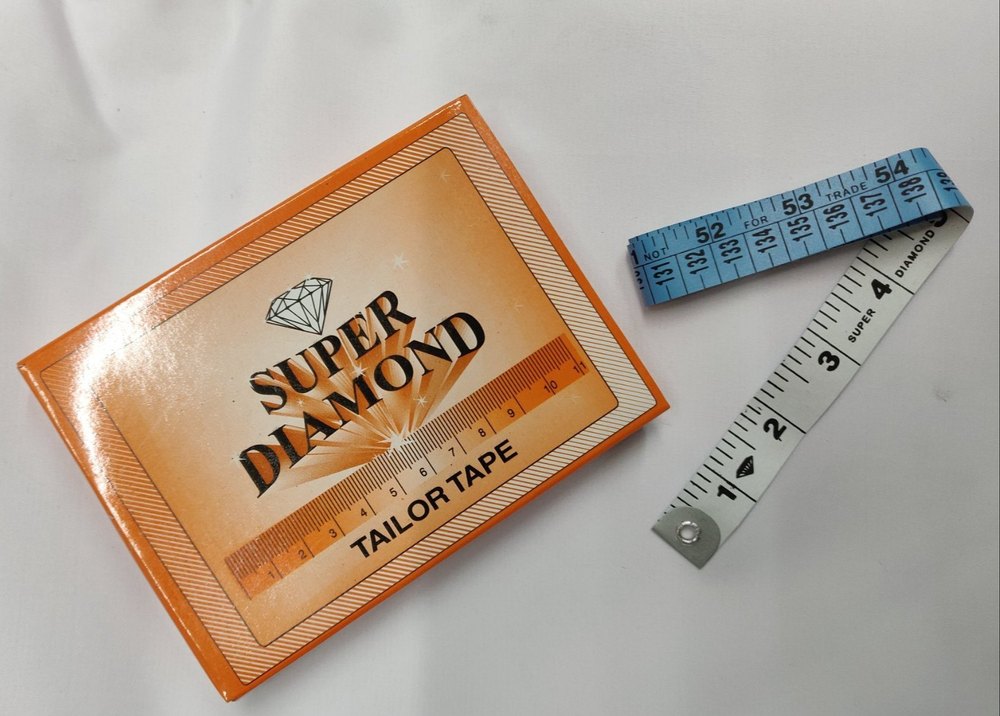 SUPER
DIAMOND
1 2 3 4 5 6 7 8 9 10 11
TAILOR TAPE
NOT 52 FOR 53 TRADE 54
131 132 133 134 135 136 137 138
1 2 3 SUPER 4 DIAMOND